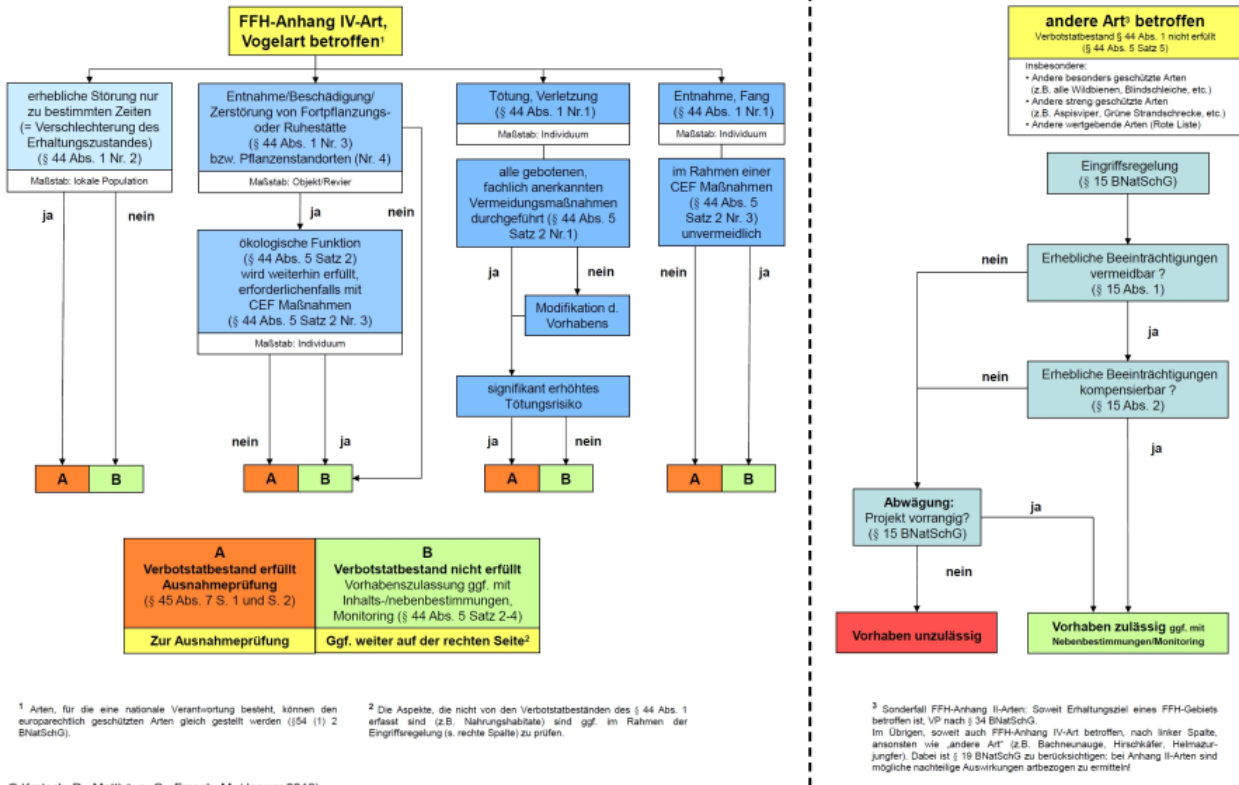 FFH-Anhang IV-Art,
Vogelart betroffen¹
erhebliche Störung nur
zu bestimmten Zeiten
(= Verschlechterung des
Erhaltungszustandes)
(§ 44 Abs. 1 Nr. 2)
Maßstab: lokale Population
ja
nein
Entnahme/Beschädigung/
Zerstörung von Fortpflanzungs-
oder Ruhestätte
(§ 44 Abs. 1 Nr. 3)
bzw. Pflanzenstandorten (Nr. 4)
Maßstab: Objekt/Revier
ja
nein
ökologische Funktion
(§ 44 Abs. 5 Satz 2)
wird weiterhin erfüllt,
erforderlichenfalls mit
CEF Maßnahmen
(§ 44 Abs. 5 Satz 2 Nr. 3)
Maßstab: Individuum
nein
ja
Tötung, Verletzung
(§ 44 Abs. 1 Nr.1)
Maßstab: Individuum
alle gebotenen,
fachlich anerkannten
Vermeidungsmaßnahmen
durchgeführt (§ 44 Abs. 5
Satz 2 Nr.1)
ja
nein
Modifikation d.
Vorhabens
signifikant erhöhtes
Tötungsrisiko
ja
nein
Entnahme, Fang
(§ 44 Abs. 1 Nr.1)
Maßstab: Individuum
im Rahmen einer
CEF Maßnahmen
(§ 44 Abs. 5
Satz 2 Nr. 3)
unvermeidlich
nein
ja
A B
A B
A B
A B
A
Verbotstatbestand erfüllt
Ausnahmeprüfung
(§ 45 Abs. 7 S. 1 und S. 2)
Zur Ausnahmeprüfung
B
Verbotstatbestand nicht erfüllt
Vorhabenszulassung ggf. mit
Inhalts-/nebenbestimmungen,
Monitoring (§ 44 Abs. 5 Satz 2-4)
Ggf. weiter auf der rechten Seite²
¹ Arten, für die eine nationale Verantwortung besteht, können den
europarechtlich geschützten Arten gleich gestellt werden (§54 (1) 2
BNatSchG).
² Die Aspekte, die nicht von den Verbotstatbeständen des § 44 Abs. 1
erfasst sind (z.B. Nahrungshabitate) sind ggf. im Rahmen der
Eingriffsregelung (s. rechte Spalte) zu prüfen.
andere Art³ betroffen
Verbotstatbestand § 44 Abs. 1 nicht erfüllt
(§ 44 Abs. 5 Satz 5)
Insbesondere:
• Andere besonders geschützte Arten
(z.B. alle Wildbienen, Blindschleiche, etc.)
• Andere streng geschützte Arten
(z.B. Aspisviper, Grüne Strandschrecke, etc.)
• Andere wertgebende Arten (Rote Liste)
Eingriffsregelung
(§ 15 BNatSchG)
Erhebliche Beeinträchtigungen
vermeidbar ?
(§ 15 Abs. 1)
nein
ja
Erhebliche Beeinträchtigungen
kompensierbar ?
(§ 15 Abs. 2)
nein
ja
Abwägung:
Projekt vorrangig?
(§ 15 BNatSchG)
ja
nein
Vorhaben unzulässig
Vorhaben zulässig ggf. mit
Nebenbestimmungen/Monitoring
³ Sonderfall FFH-Anhang II-Arten: Soweit Erhaltungsziel eines FFH-Gebiets
betroffen ist, VP nach § 34 BNatSchG.
Im Übrigen, soweit auch FFH-Anhang IV-Art betroffen, nach linker Spalte,
ansonsten wie „andere Art" (z.B. Bachneunauge, Hirschkäfer, Helmazur-
jungfer). Dabei ist § 19 BNatSchG zu berücksichtigen: bei Anhang II-Arten sind
mögliche nachteilige Auswirkungen artbezogen zu ermitteln!